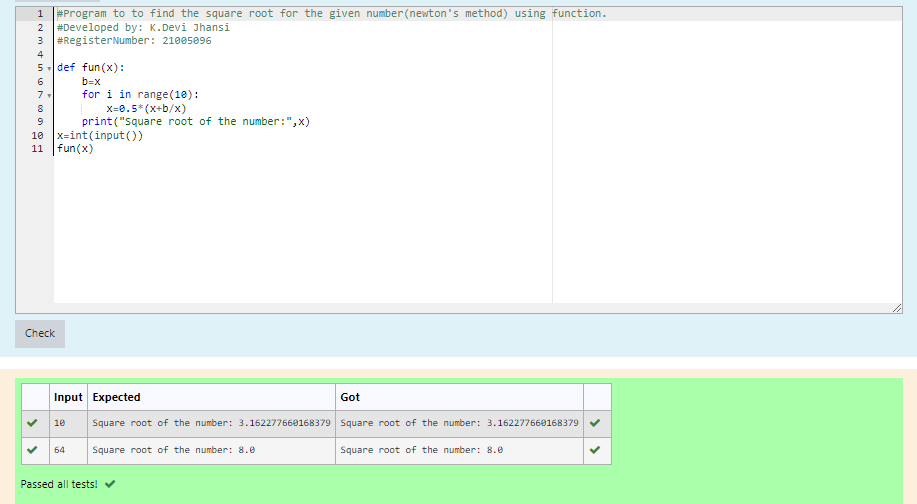 1 #Program to to find the square root for the given number(newton's method) using function.
2 #Developed by: K.Devi Jhansi
3 #RegisterNumber: 21005096
4
5 def fun(x):
6 b=x
7 for i in range(10):
8 x=0.5*(x+b/x)
9 print("Square root of the number:",x)
10 x=int(input())
11 fun(x)
Check
Input Expected Got
10 Square root of the number: 3.162277660168379 Square root of the number: 3.162277660168379
64 Square root of the number: 8.0 Square root of the number: 8.0
Passed all tests!